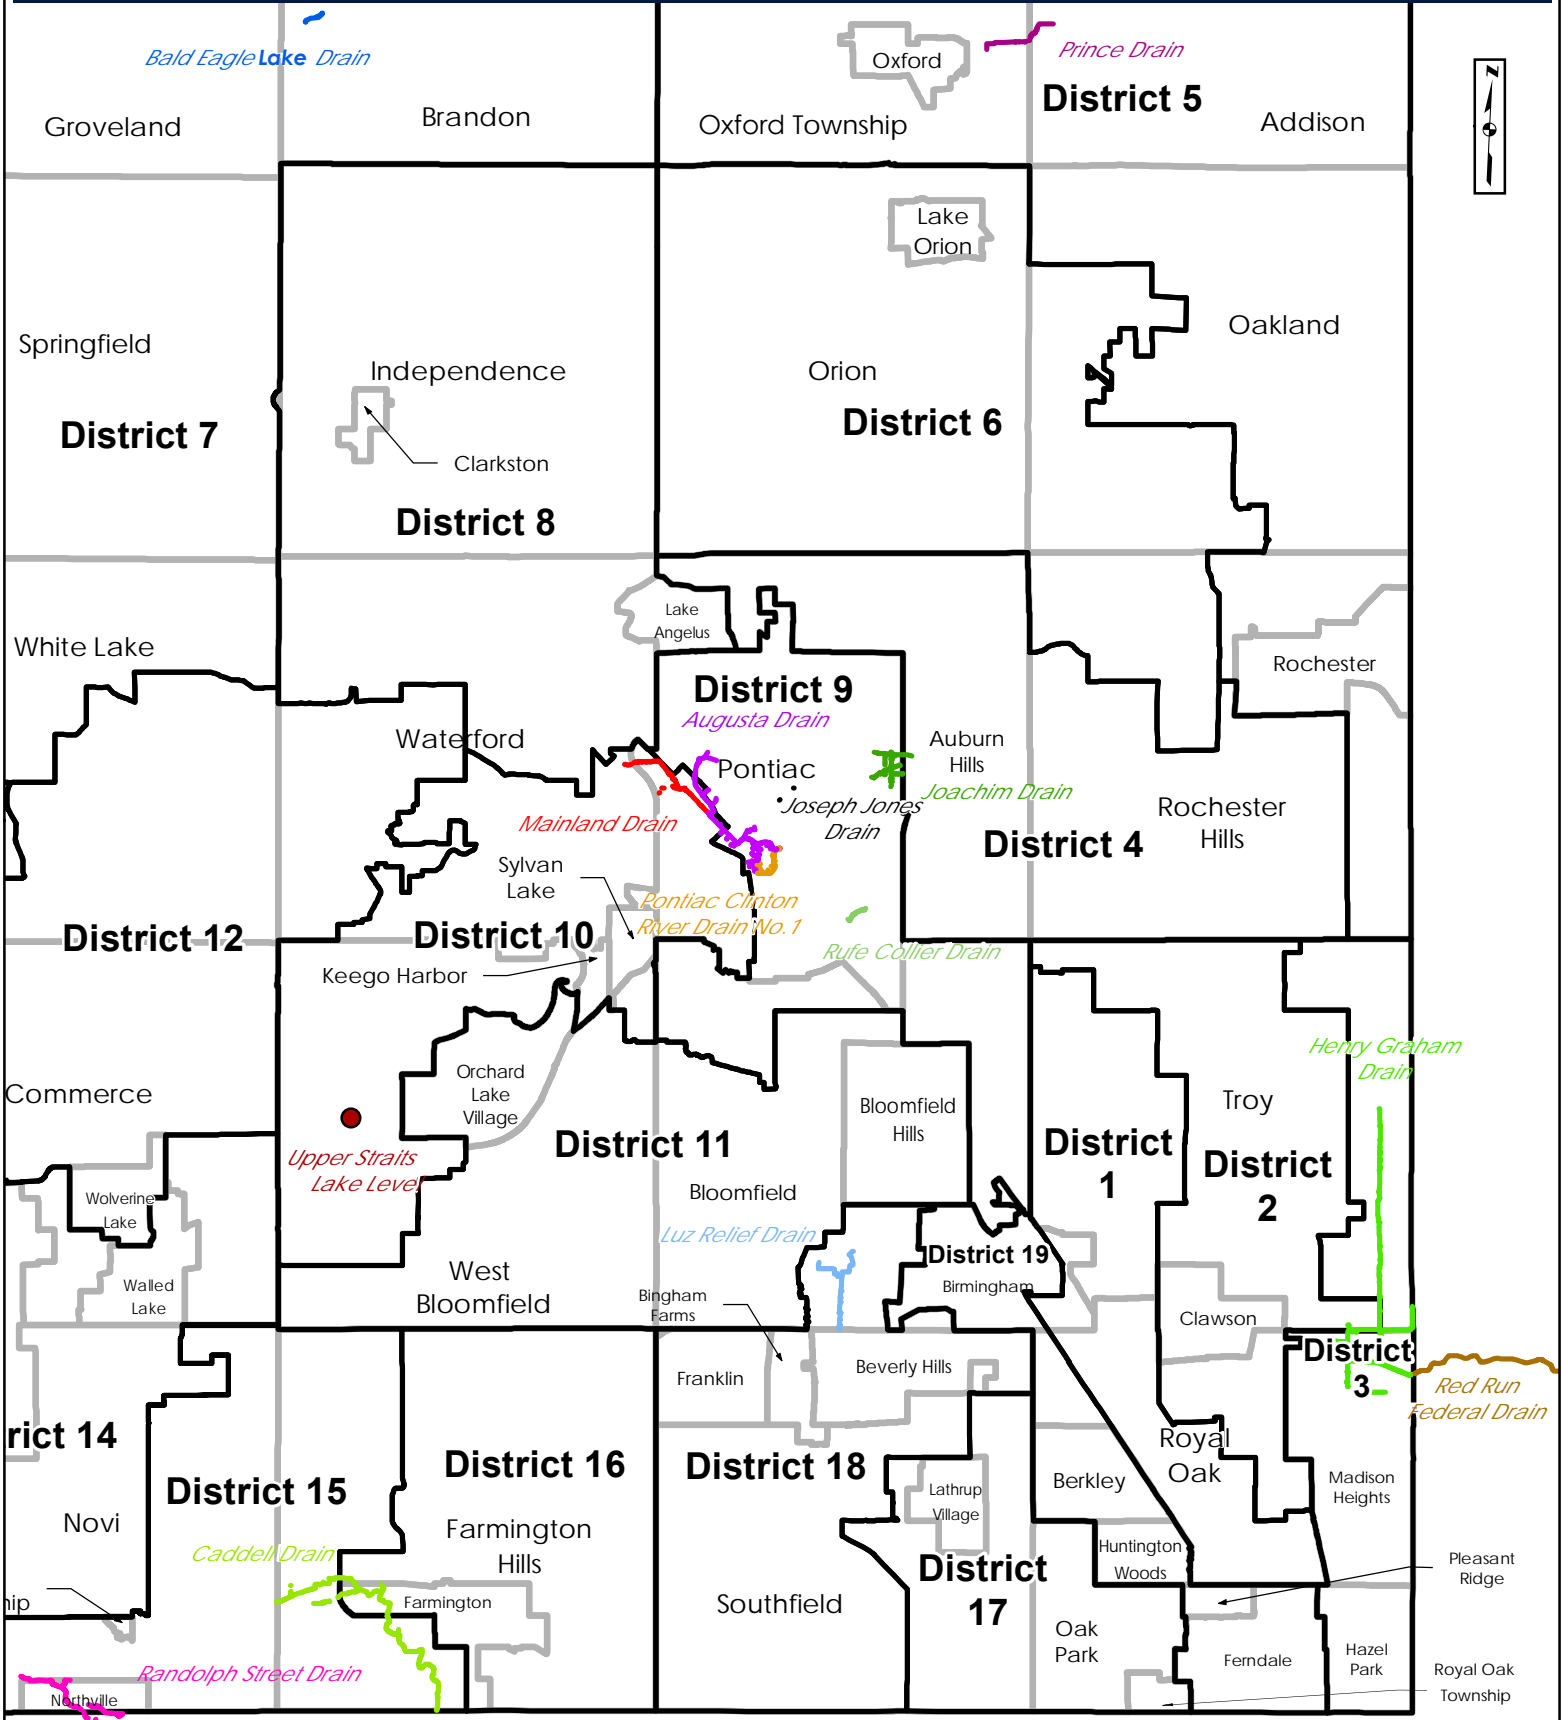 Bald Eagle Lake Drain
Oxford
Prince Drain
N
District 5
Groveland
Brandon
Oxford Township
Addison
Lake
Orion
Springfield
Independence
Orion
Oakland
District 7
District 6
Clarkston
District 8
Lake
Angelus
White Lake
Rochester
District 9
Augusta Drain
Waterford
Pontiac
Auburn
Hills
Joachim Drain
Joseph Jones
Drain
Mainland Drain
Rochester
Hills
District 4
Sylvan
Lake
Pontiac Clinton
River Drain No. 1
District 12
District 10
Rufe Collier Drain
Keego Harbor
Henry Graham
Drain
Orchard
Lake
Village
Commerce
Troy
Bloomfield
Hills
District 11
District
1
District
2
Upper Straits
Lake Level
Wolverine
Lake
Bloomfield
Luz Relief Drain
District 19
Birmingham
West
Bloomfield
Walled
Lake
Bingham
Farms
Clawson
District
3
Franklin
Beverly Hills
Red Run
Federal Drain
rict 14
District 15
District 16
District 18
Royal
Oak
Berkley
Madison
Heights
Lathrup
Village
Novi
Farmington
Hills
Caddell Drain
Huntington
Woods
Pleasant
Ridge
District
17
Southfield
Farmington
hip
Oak
Park
Ferndale
Hazel
Park
Royal Oak
Township
Randolph Street Drain
Northville